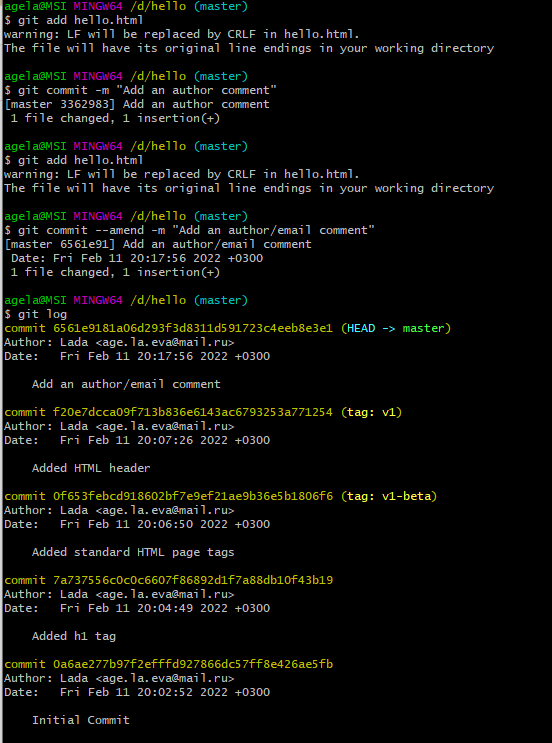 agela@MSI MINGW64 /d/hello (master)
$ git add hello.html
warning: LF will be replaced by CRLF in hello.html.
The file will have its original line endings in your working directory
agela@MSI MINGW64 /d/hello (master)
$ git commit -m "Add an author comment"
[master 3362983] Add an author comment
1 file changed, 1 insertion(+)
agela@MSI MINGW64 /d/hello (master)
$ git add hello.html
warning: LF will be replaced by CRLF in hello.html.
The file will have its original line endings in your working directory
agela@MSI MINGW64 /d/hello (master)
$ git commit --amend -m "Add an author/email comment"
[master 6561e91] Add an author/email comment
Date: Fri Feb 11 20:17:56 2022 +0300
1 file changed, 1 insertion(+)
agela@MSI MINGW64 /d/hello (master)
$ git log
commit 6561e9181a06d293f3d8311d591723c4eeb8e3e1 (HEAD -> master)
Author: Lada <age.la.eva@mail.ru>
Date:   Fri Feb 11 20:17:56 2022 +0300
Add an author/email comment
commit f20e7dcca09f713b836e6143ac6793253a771254 (tag: v1)
Author: Lada <age.la.eva@mail.ru>
Date:   Fri Feb 11 20:07:26 2022 +0300
Added HTML header
commit 0f653febcd918602bf7e9ef21ae9b36e5b1806f6 (tag: v1-beta)
Author: Lada <age.la.eva@mail.ru>
Date:   Fri Feb 11 20:06:50 2022 +0300
Added standard HTML page tags
commit 7a737556c0c0c6607f86892d1f7a88db10f43b19
Author: Lada <age.la.eva@mail.ru>
Date:   Fri Feb 11 20:04:49 2022 +0300
Added h1 tag
commit 0a6ae277b97f2efffd927866dc57ff8e426ae5fb
Author: Lada <age.la.eva@mail.ru>
Date:   Fri Feb 11 20:02:52 2022 +0300
Initial Commit